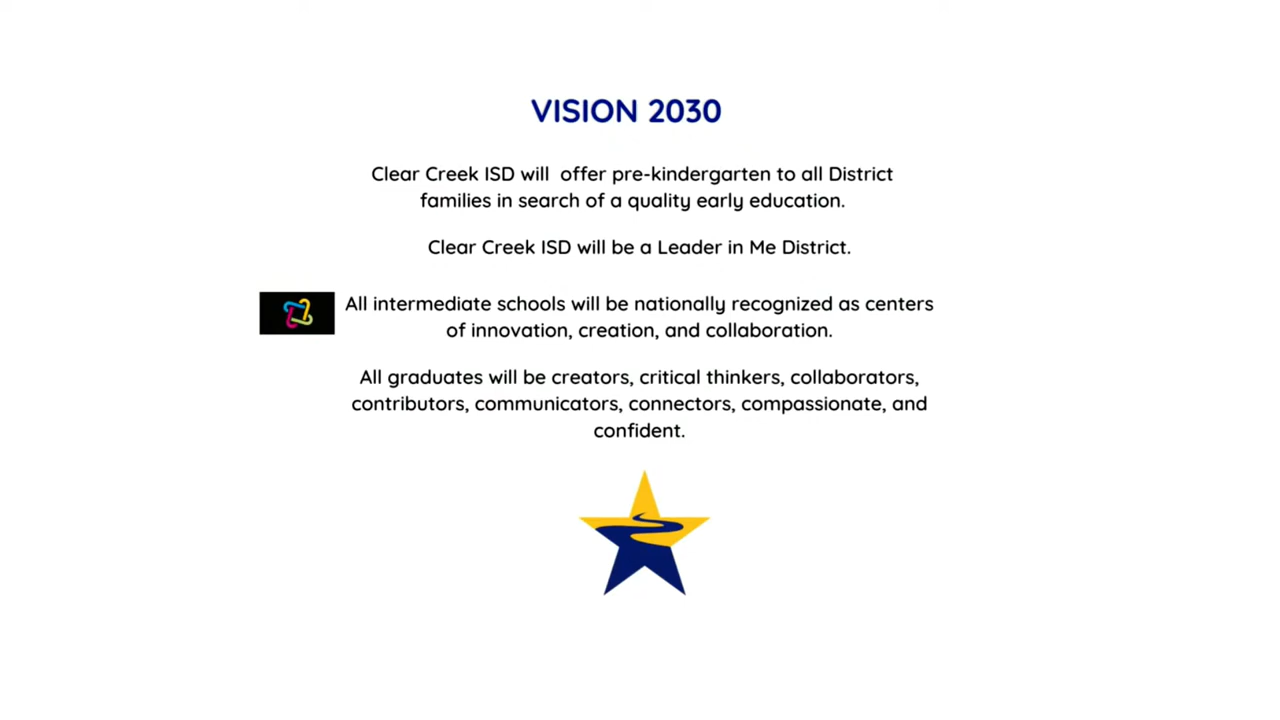 VISION 2030
Clear Creek ISD will offer pre-kindergarten to all District
families in search of a quality early education.
Clear Creek ISD will be a Leader in Me District.
All intermediate schools will be nationally recognized as centers
of innovation, creation, and collaboration.
All graduates will be creators, critical thinkers, collaborators,
contributors, communicators, connectors, compassionate, and
confident.